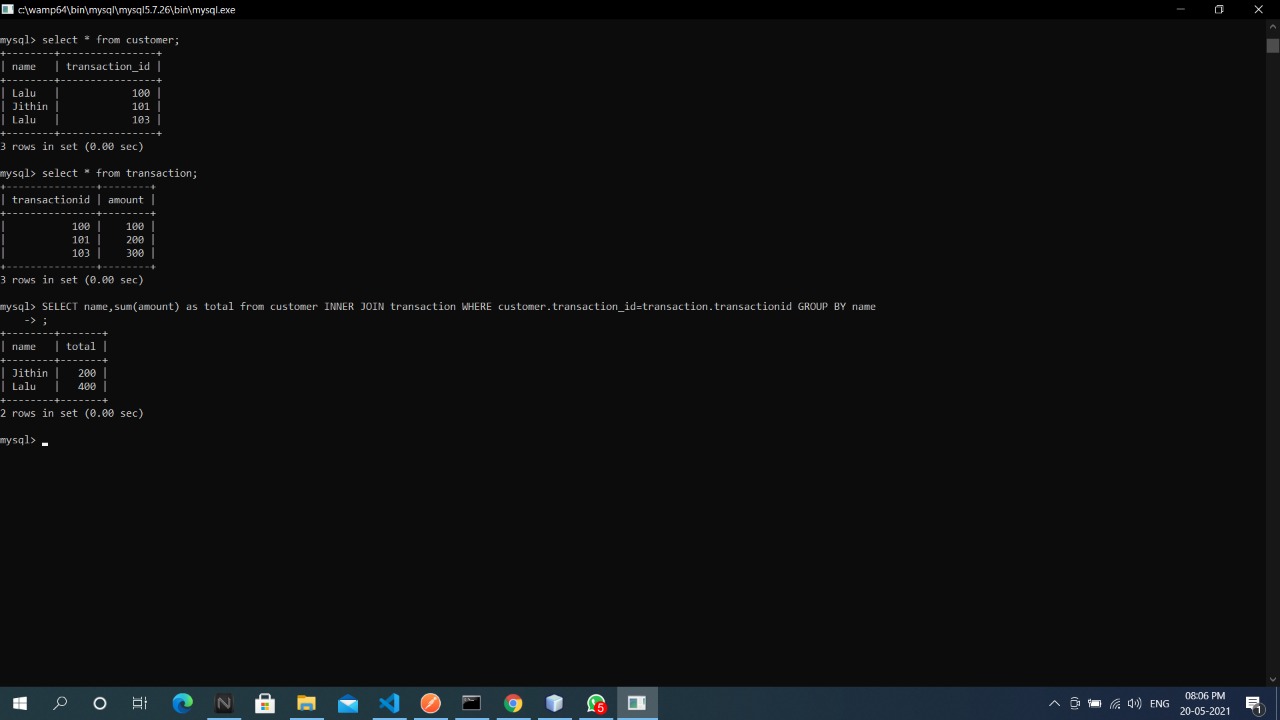 c:\wamp64\bin\mysql\mysql5.7.26\bin\mysql.exe
mysql> select * from customer;
+--------+----------------+
| name   | transaction_id |
+--------+----------------+
| Lalu   |            100 |
| Jithin |            101 |
| Lalu   |            103 |
+--------+----------------+
3 rows in set (0.00 sec)
mysql> select * from transaction;
+---------------+--------+
| transactionid | amount |
+---------------+--------+
|           100 |    100 |
|           101 |    200 |
|           103 |    300 |
+---------------+--------+
3 rows in set (0.00 sec)
mysql> SELECT name,sum(amount) as total from customer INNER JOIN transaction WHERE customer.transaction_id=transaction.transactionid GROUP BY name
    -> ;
+--------+-------+
| name   | total |
+--------+-------+
| Jithin |   200 |
| Lalu   |   400 |
+--------+-------+
2 rows in set (0.00 sec)
mysql>
N
5
ENG
08:06 PM
20-05-2021
1